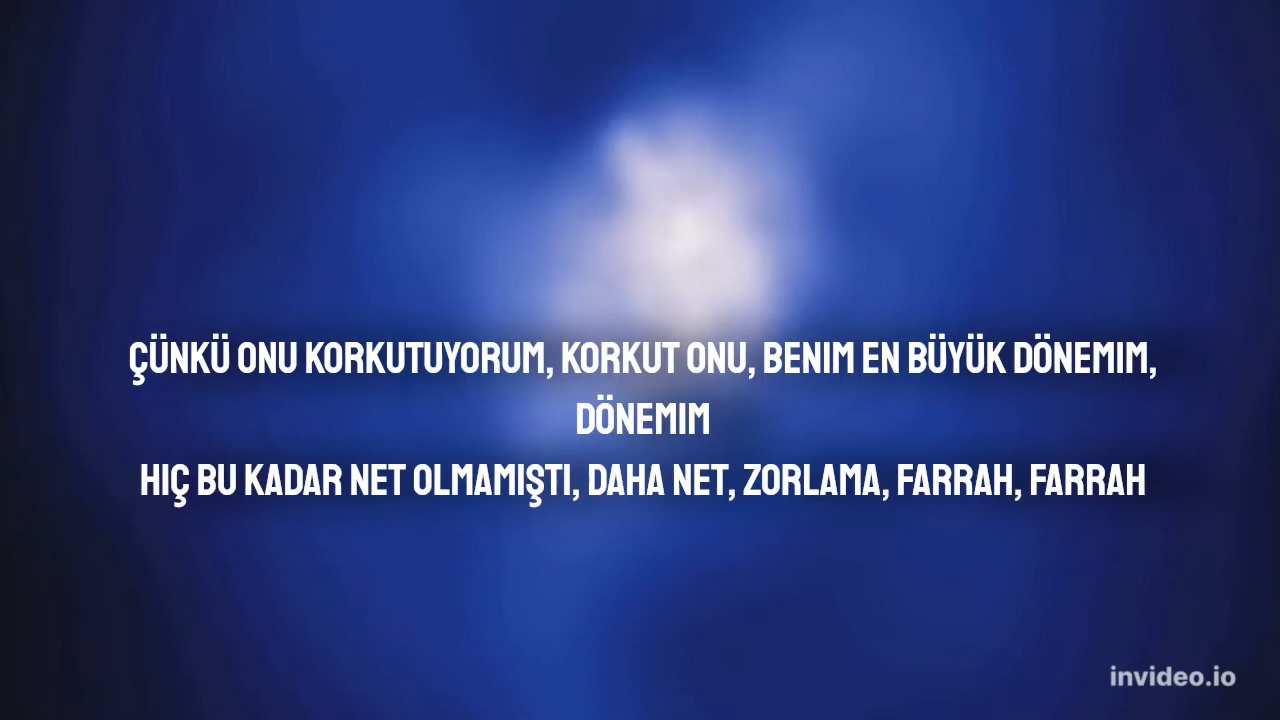 ÇÜNKÜ ONU KORKUTUYORUM, KORKUT ONU, BENIM EN BÜYÜK DÖNEMIM,
DÖNEMIM
HIÇ BU KADAR NET OLMAMIŞTI, DAHA NET, ZORLAMA, FARRAH, FARRAH
invideo.io